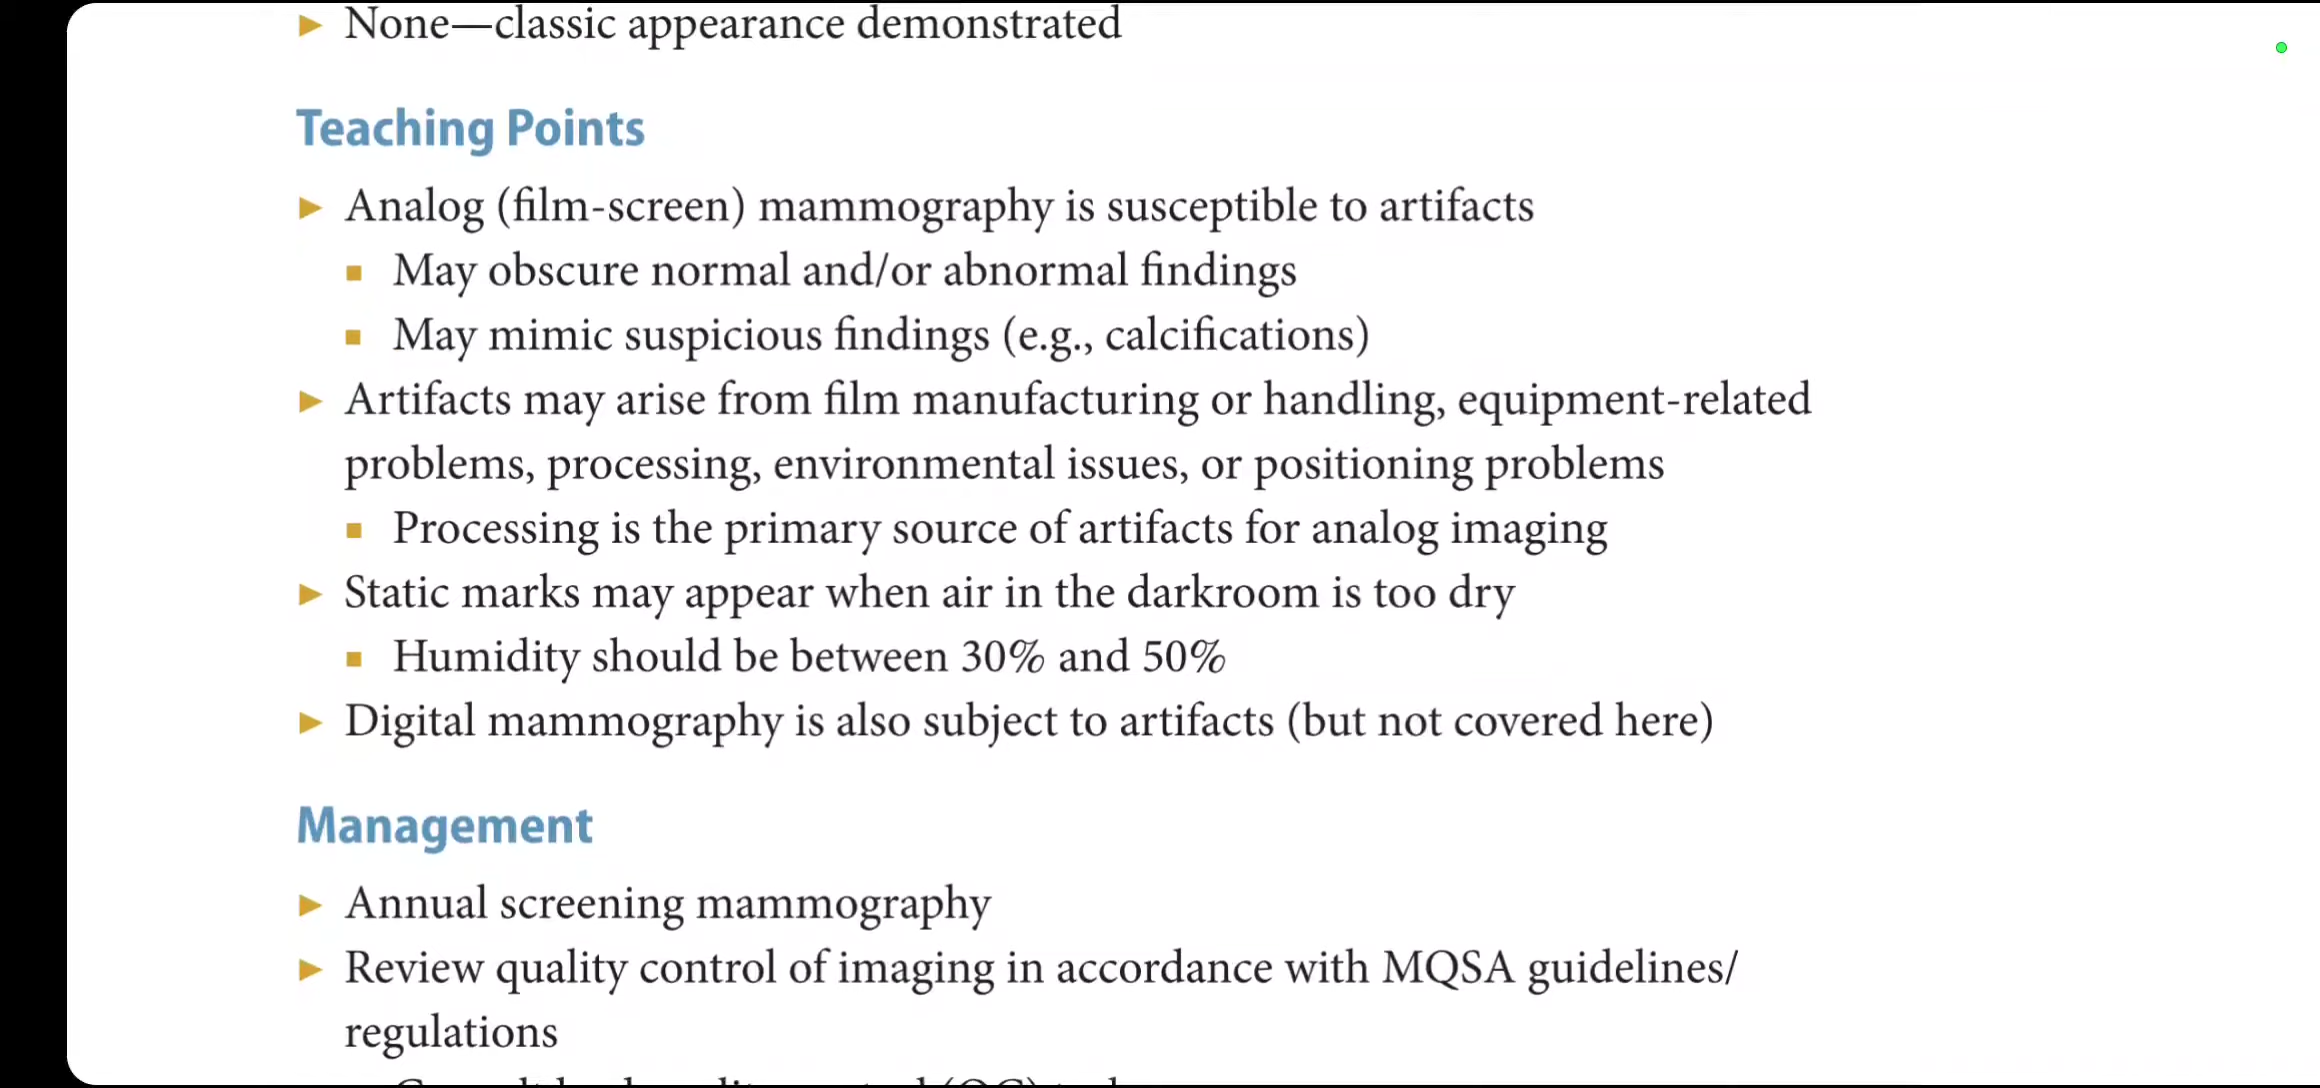 ► None—classic appearance demonstrated
Teaching Points
► Analog (film-screen) mammography is susceptible to artifacts
■ May obscure normal and/or abnormal findings
■ May mimic suspicious findings (e.g., calcifications)
► Artifacts may arise from film manufacturing or handling, equipment-related
problems, processing, environmental issues, or positioning problems
■ Processing is the primary source of artifacts for analog imaging
► Static marks may appear when air in the darkroom is too dry
■ Humidity should be between 30% and 50%
► Digital mammography is also subject to artifacts (but not covered here)
Management
► Annual screening mammography
► Review quality control of imaging in accordance with MQSA guidelines/
regulations